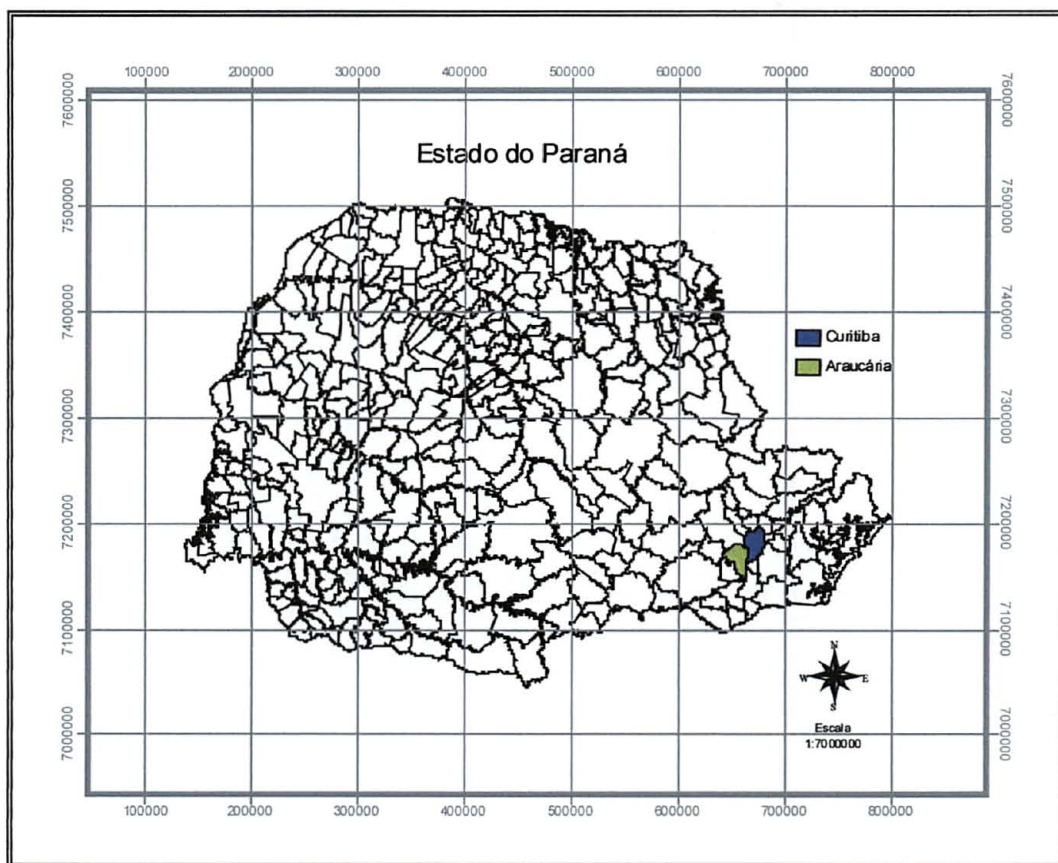 100000 200000 300000 400000 500000 600000 700000 800000
7600000 7600000
Estado do Paraná
7500000 7500000
7400000 7400000
Curitiba
Araucária
7300000 7300000
7200000 7200000
7100000 7100000
N
W E
S
Escala
1:7000000
7000000 7000000
100000 200000 300000 400000 500000 600000 700000 800000